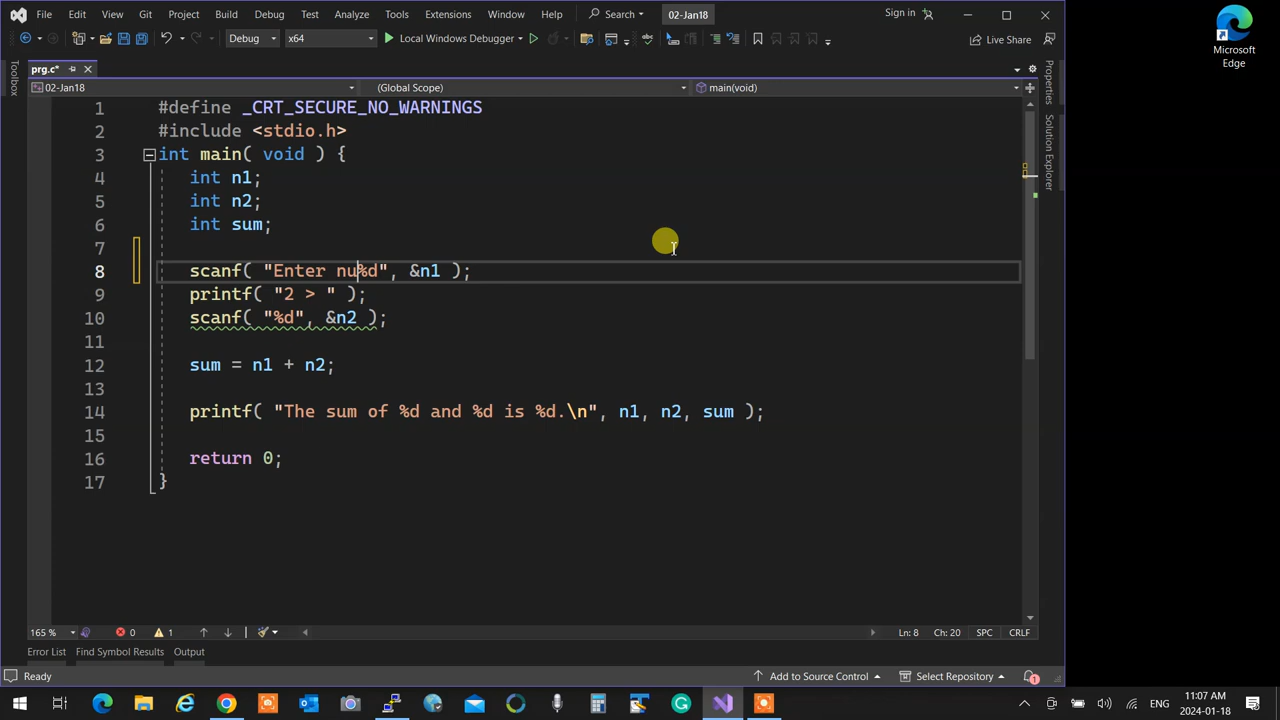 File Edit View Git Project Build Debug Test Analyze Tools Extensions Window Help Search 02-Jan18 Sign in
Debug x64 Local Windows Debugger Live Share
Microsoft Edge
prg.c*
02-Jan18 (Global Scope) main(void)
Toolbox
Properties
Solution Explorer
1 #define _CRT_SECURE_NO_WARNINGS
2 #include <stdio.h>
3 int main( void ) {
4 int n1;
5 int n2;
6 int sum;
7
8 scanf( "Enter nu%d", &n1 );
9 printf( "2 > " );
10 scanf( "%d", &n2 );
11
12 sum = n1 + n2;
13
14 printf( "The sum of %d and %d is %d.\n", n1, n2, sum );
15
16 return 0;
17 }
165 % 0 1 Ln: 8 Ch: 20 SPC CRLF
Error List Find Symbol Results Output
Ready Add to Source Control Select Repository 1
ENG 11:07 AM
2024-01-18